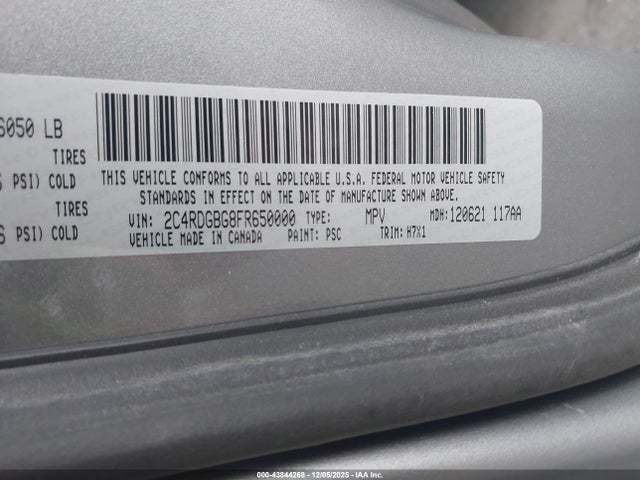 6050 LB
TIRES
PSI) COLD
TIRES
PSI) COLD
THIS VEHICLE CONFORMS TO ALL APPLICABLE U.S.A. FEDERAL MOTOR VEHICLE SAFETY
STANDARDS IN EFFECT ON THE DATE OF MANUFACTURE SHOWN ABOVE.
VIN: 2C4RDGBG8FR650000 TYPE: MPV MDH: 120621 117AA
VEHICLE MADE IN CANADA PAINT: PSC TRIM: H7X1
000-43844268 - 12/05/2025 - IAA Inc.